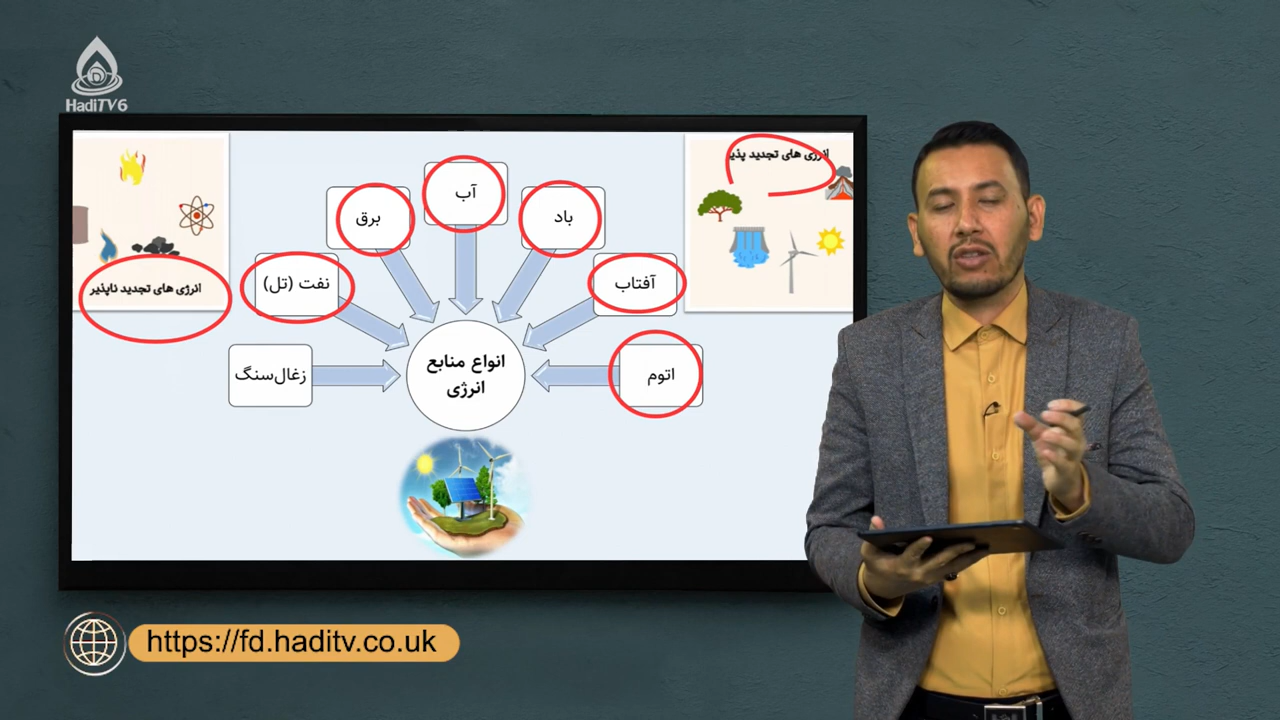 HadiTV6
انرژی های تجدید پذیر
آب
برق
باد
نفت (تل)
آفتاب
انرژی های تجدید ناپذیر
زغال‌سنگ
انواع منابع
انرژی
اتوم
https://fd.haditv.co.uk